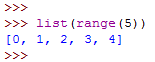 >>>
>>> list(range(5))
[0, 1, 2, 3, 4]
>>>